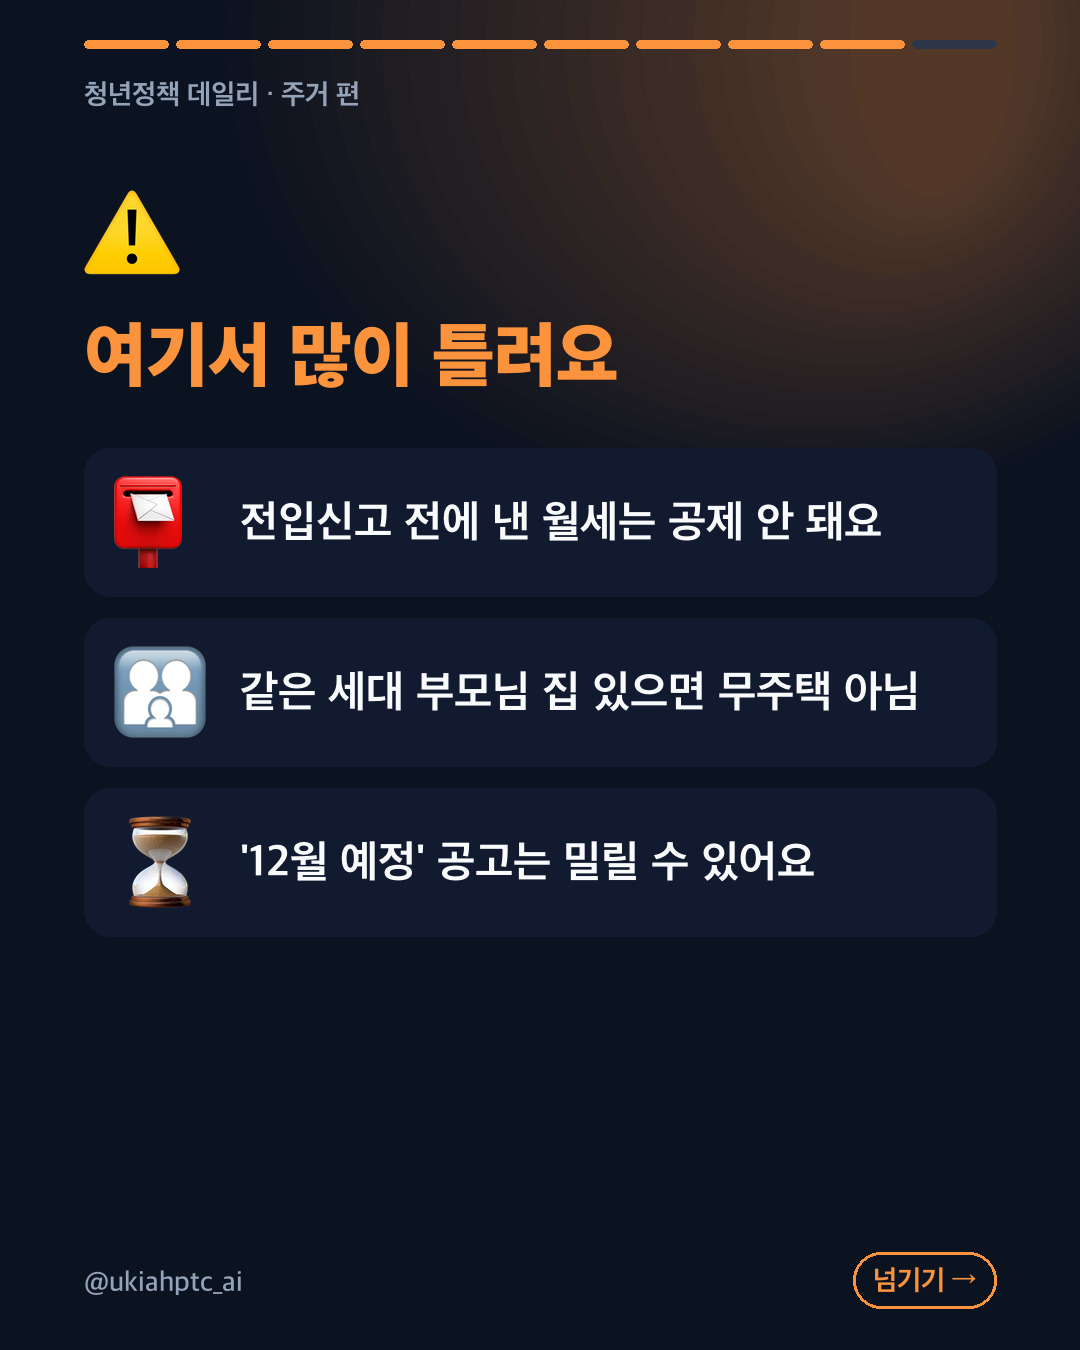 청년정책 데일리 · 주거 편
여기서 많이 틀려요
전입신고 전에 낸 월세는 공제 안 돼요
같은 세대 부모님 집 있으면 무주택 아님
'12월 예정' 공고는 밀릴 수 있어요
@ukiahptc_ai
넘기기 →